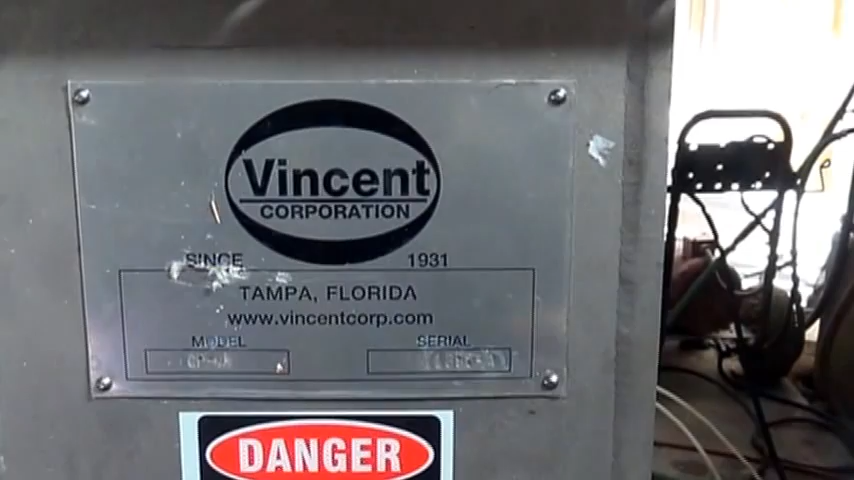 Vincent
CORPORATION
SINCE 1931
TAMPA, FLORIDA
www.vincentcorp.com
MODEL SERIAL
DANGER